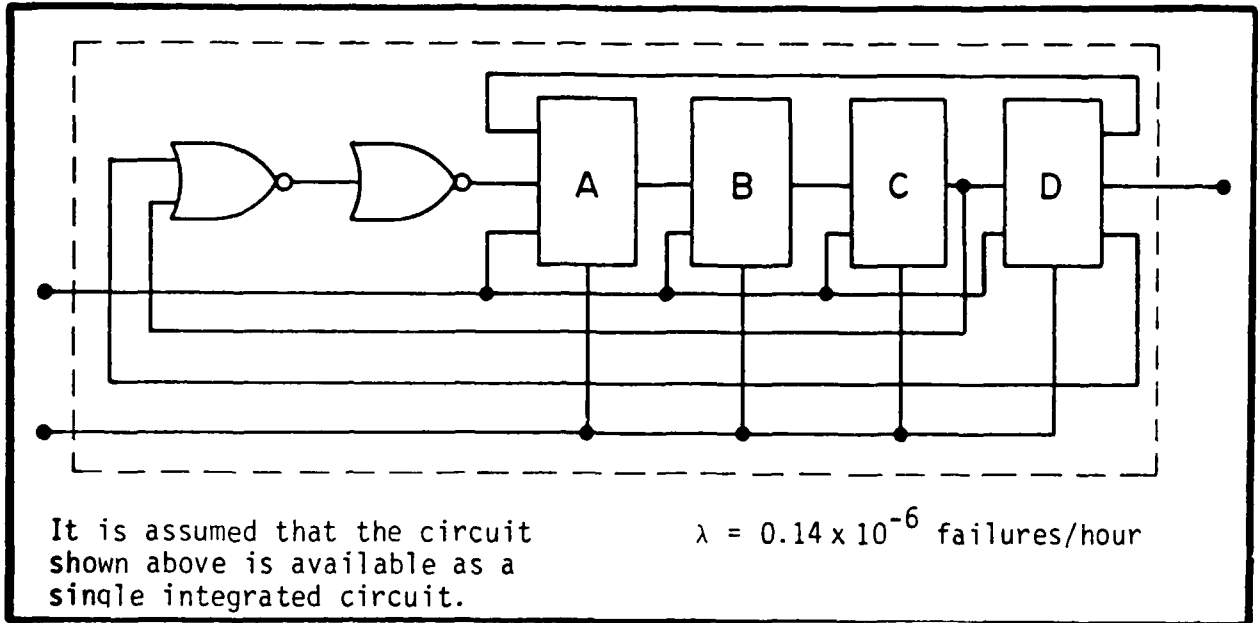 A B C D
It is assumed that the circuit
shown above is available as a
single integrated circuit.
λ = 0.14 x 10⁻⁶ failures/hour